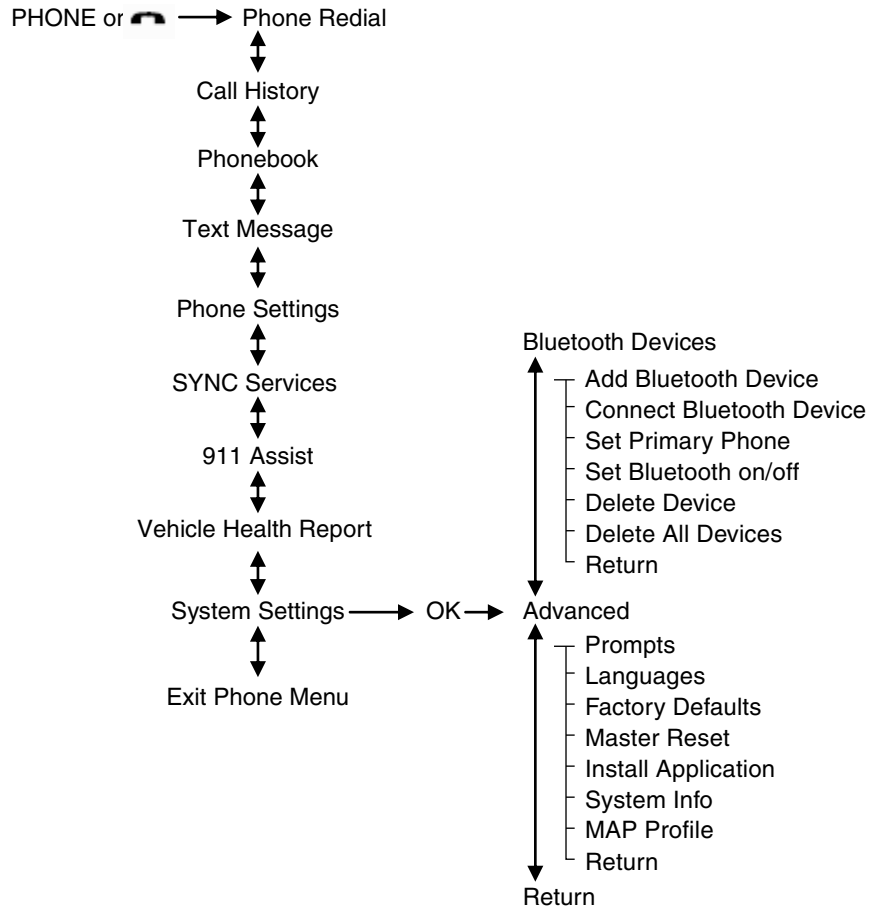 PHONE or Phone Redial
Call History
Phonebook
Text Message
Phone Settings
SYNC Services
911 Assist
Vehicle Health Report
System Settings OK Advanced
Exit Phone Menu
Bluetooth Devices
Add Bluetooth Device
Connect Bluetooth Device
Set Primary Phone
Set Bluetooth on/off
Delete Device
Delete All Devices
Return
Prompts
Languages
Factory Defaults
Master Reset
Install Application
System Info
MAP Profile
Return
Return